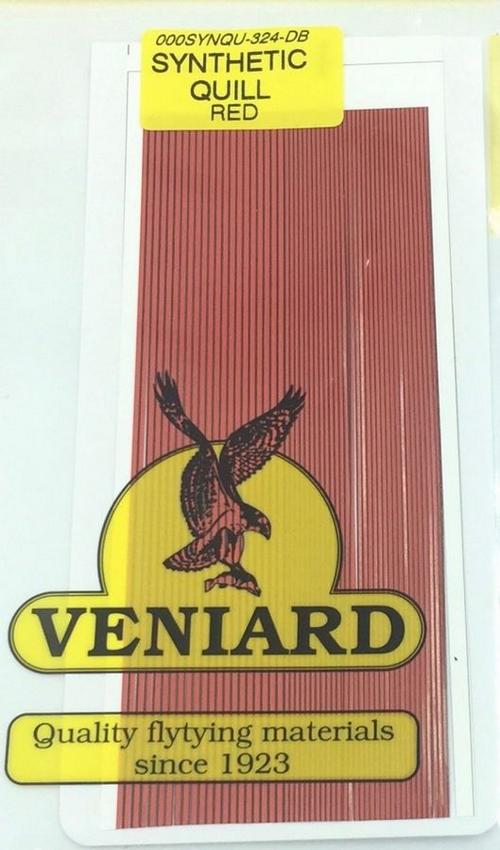 000SYNQU-324-DB
SYNTHETIC
QUILL
RED
VENIARD
Quality flytying materials
since 1923